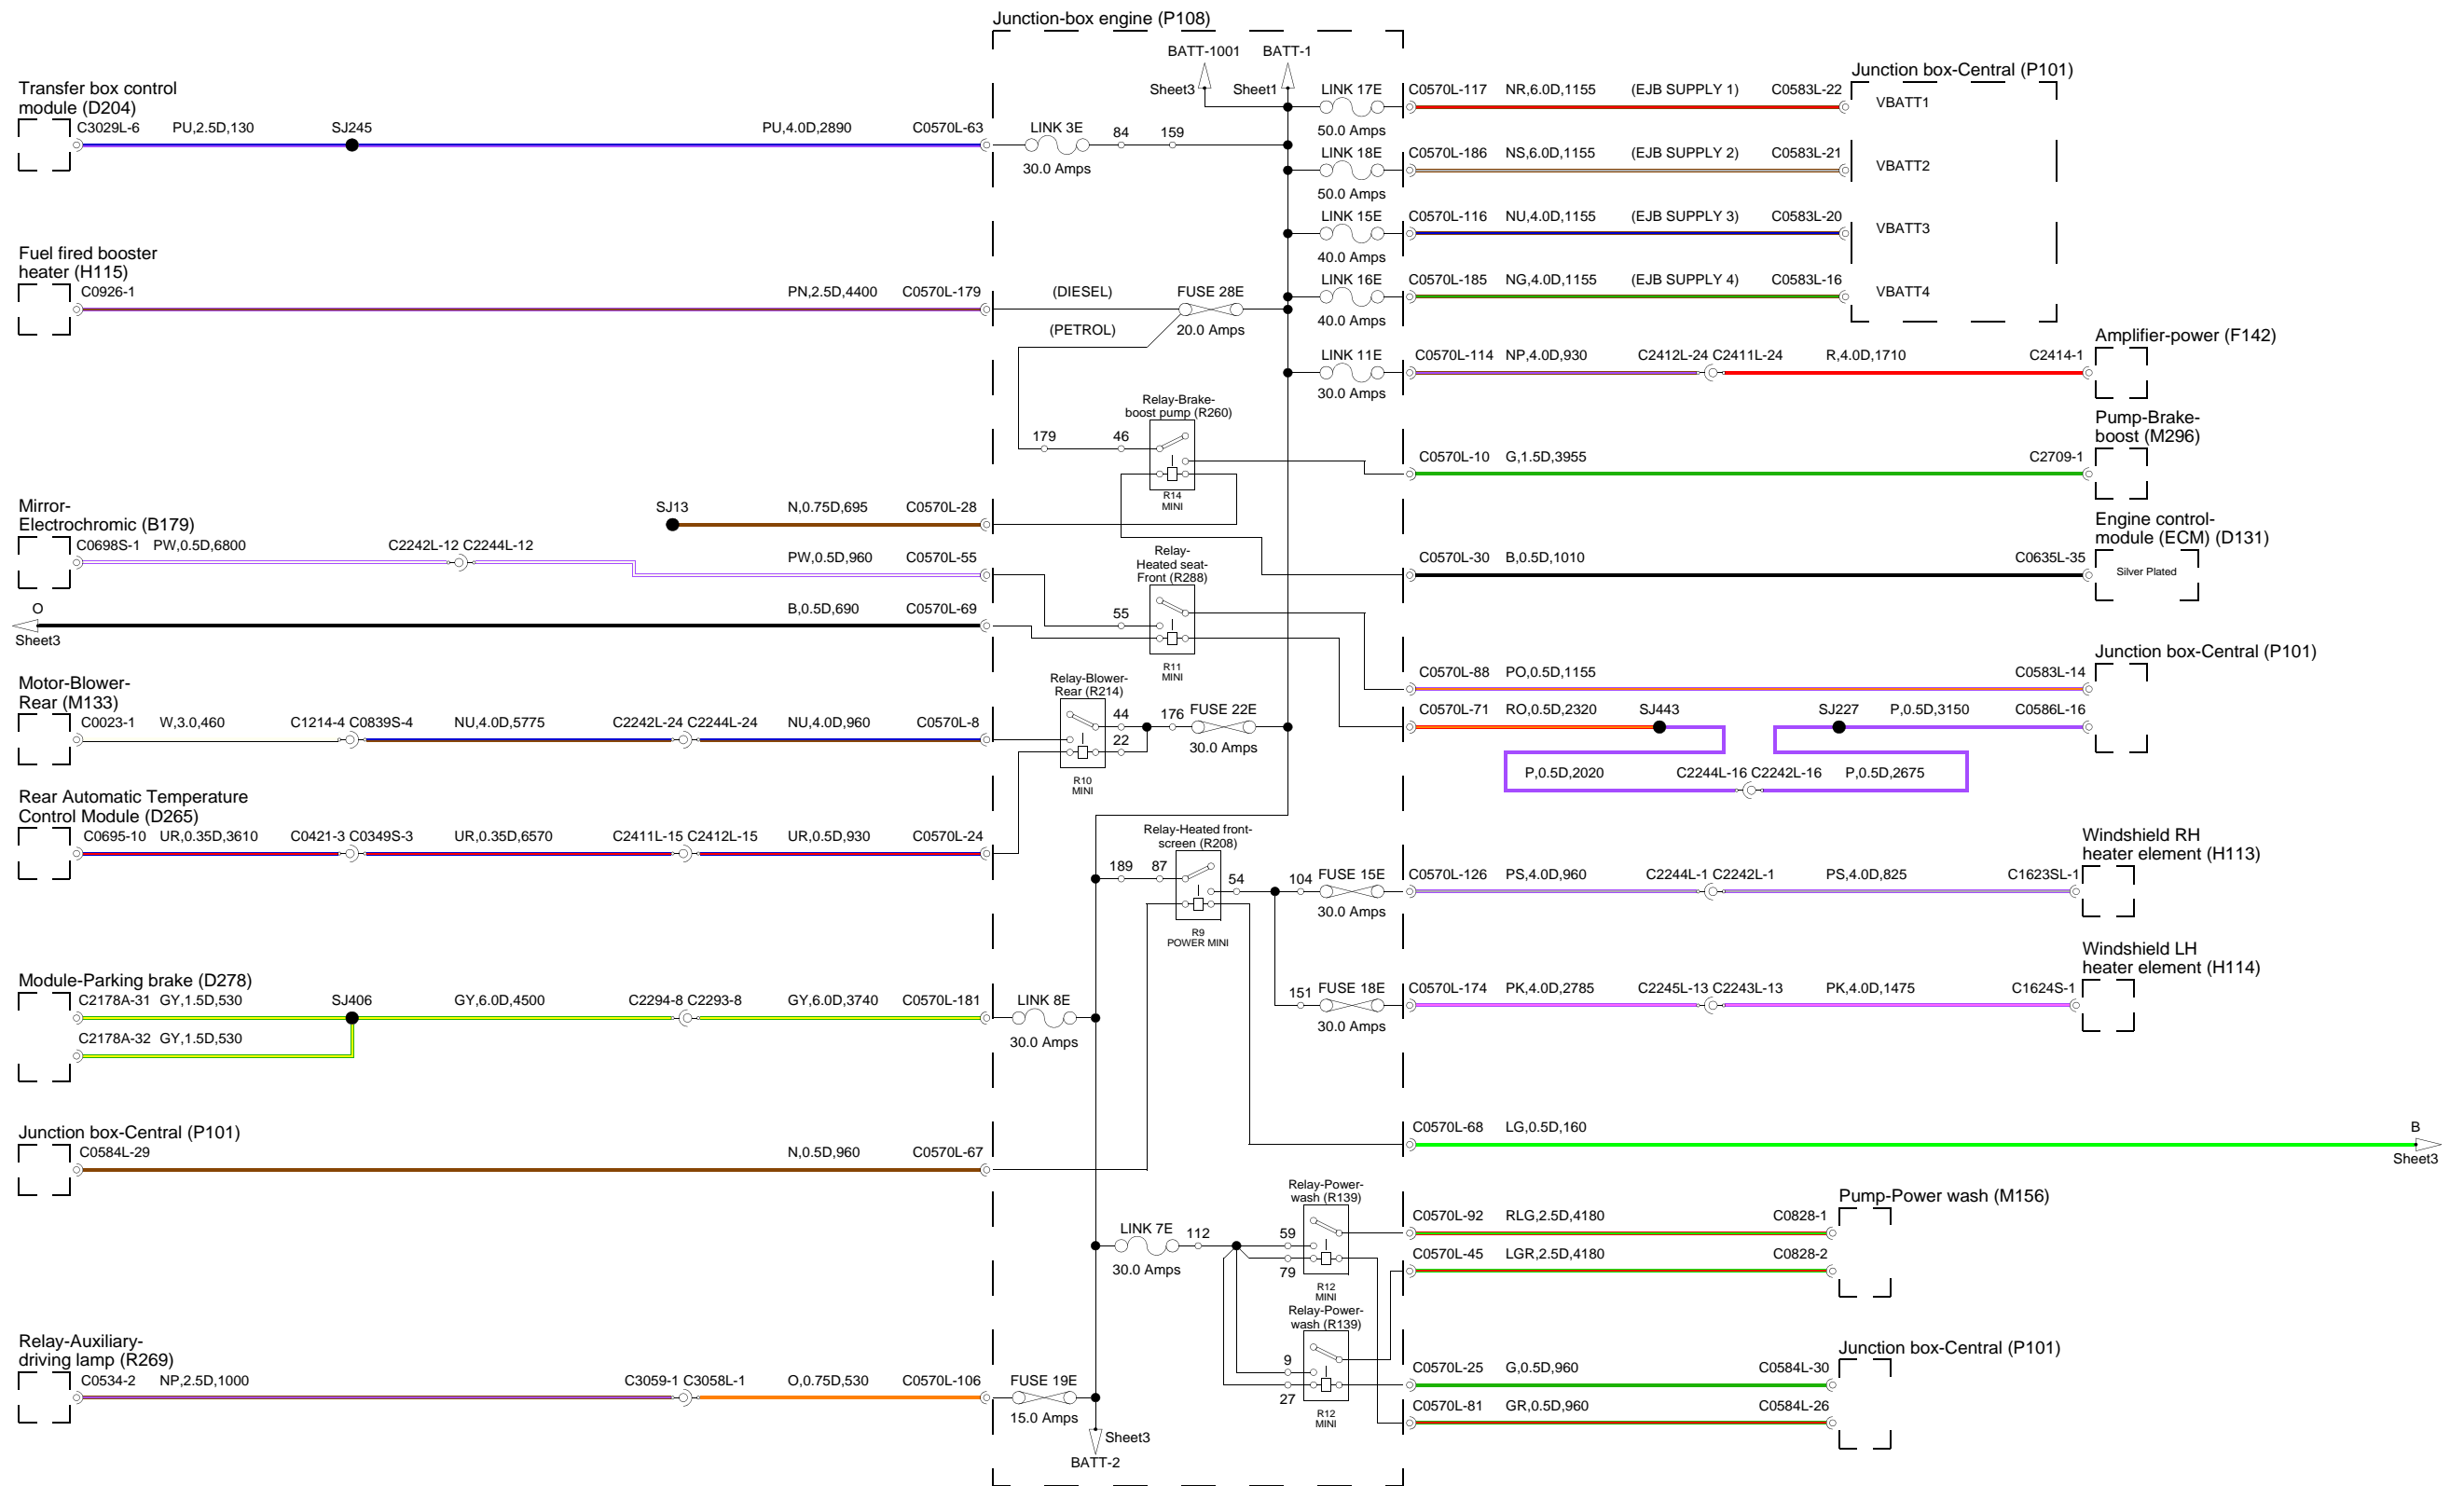 Junction-box engine (P108)
BATT-1001 BATT-1
Sheet3 Sheet1
Transfer box control
module (D204)
C3029L-6 PU,2.5D,130 SJ245 PU,4.0D,2890 C0570L-63
LINK 3E 84 159
30.0 Amps
LINK 17E
50.0 Amps
C0570L-117 NR,6.0D,1155 (EJB SUPPLY 1) C0583L-22
Junction box-Central (P101)
VBATT1
LINK 18E
50.0 Amps
C0570L-186 NS,6.0D,1155 (EJB SUPPLY 2) C0583L-21
VBATT2
LINK 15E
40.0 Amps
C0570L-116 NU,4.0D,1155 (EJB SUPPLY 3) C0583L-20
VBATT3
LINK 16E
40.0 Amps
C0570L-185 NG,4.0D,1155 (EJB SUPPLY 4) C0583L-16
VBATT4
Fuel fired booster
heater (H115)
C0926-1 PN,2.5D,4400 C0570L-179
(DIESEL) FUSE 28E
(PETROL) 20.0 Amps
LINK 11E
30.0 Amps
C0570L-114 NP,4.0D,930 C2412L-24 C2411L-24 R,4.0D,1710 C2414-1
Amplifier-power (F142)
Relay-Brake-
boost pump (R260)
179 46
R14
MINI
C0570L-10 G,1.5D,3955 C2709-1
Pump-Brake-
boost (M296)
SJ13 N,0.75D,695 C0570L-28
Mirror-
Electrochromic (B179)
C0698S-1 PW,0.5D,6800 C2242L-12 C2244L-12 PW,0.5D,960 C0570L-55
Engine control-
module (ECM) (D131)
C0570L-30 B,0.5D,1010 C0635L-35
Silver Plated
Relay-
Heated seat-
Front (R288)
55
R11
MINI
O
Sheet3
B,0.5D,690 C0570L-69
Junction box-Central (P101)
C0570L-88 PO,0.5D,1155 C0583L-14
C0570L-71 RO,0.5D,2320 SJ443 SJ227 P,0.5D,3150 C0586L-16
P,0.5D,2020 C2244L-16 C2242L-16 P,0.5D,2675
Motor-Blower-
Rear (M133)
C0023-1 W,3.0,460 C1214-4 C0839S-4 NU,4.0D,5775 C2242L-24 C2244L-24 NU,4.0D,960 C0570L-8
Relay-Blower-
Rear (R214)
44 176 FUSE 22E
22 30.0 Amps
R10
MINI
Rear Automatic Temperature
Control Module (D265)
C0695-10 UR,0.35D,3610 C0421-3 C0349S-3 UR,0.35D,6570 C2411L-15 C2412L-15 UR,0.5D,930 C0570L-24
Relay-Heated front-
screen (R208)
189 87 54 104 FUSE 15E
30.0 Amps
R9
POWER MINI
C0570L-126 PS,4.0D,960 C2244L-1 C2242L-1 PS,4.0D,825 C1623SL-1
Windshield RH
heater element (H113)
151 FUSE 18E
30.0 Amps
C0570L-174 PK,4.0D,2785 C2245L-13 C2243L-13 PK,4.0D,1475 C1624S-1
Windshield LH
heater element (H114)
Module-Parking brake (D278)
C2178A-31 GY,1.5D,530 SJ406 GY,6.0D,4500 C2294-8 C2293-8 GY,6.0D,3740 C0570L-181
C2178A-32 GY,1.5D,530
LINK 8E
30.0 Amps
Junction box-Central (P101)
C0584L-29 N,0.5D,960 C0570L-67
C0570L-68 LG,0.5D,160
B
Sheet3
Relay-Power-
wash (R139)
LINK 7E 112 59
30.0 Amps 79
R12
MINI
C0570L-92 RLG,2.5D,4180 C0828-1
C0570L-45 LGR,2.5D,4180 C0828-2
Pump-Power wash (M156)
Relay-Power-
wash (R139)
9
27
R12
MINI
Junction box-Central (P101)
C0570L-25 G,0.5D,960 C0584L-30
C0570L-81 GR,0.5D,960 C0584L-26
Relay-Auxiliary-
driving lamp (R269)
C0534-2 NP,2.5D,1000 C3059-1 C3058L-1 O,0.75D,530 C0570L-106
FUSE 19E
15.0 Amps
Sheet3
BATT-2